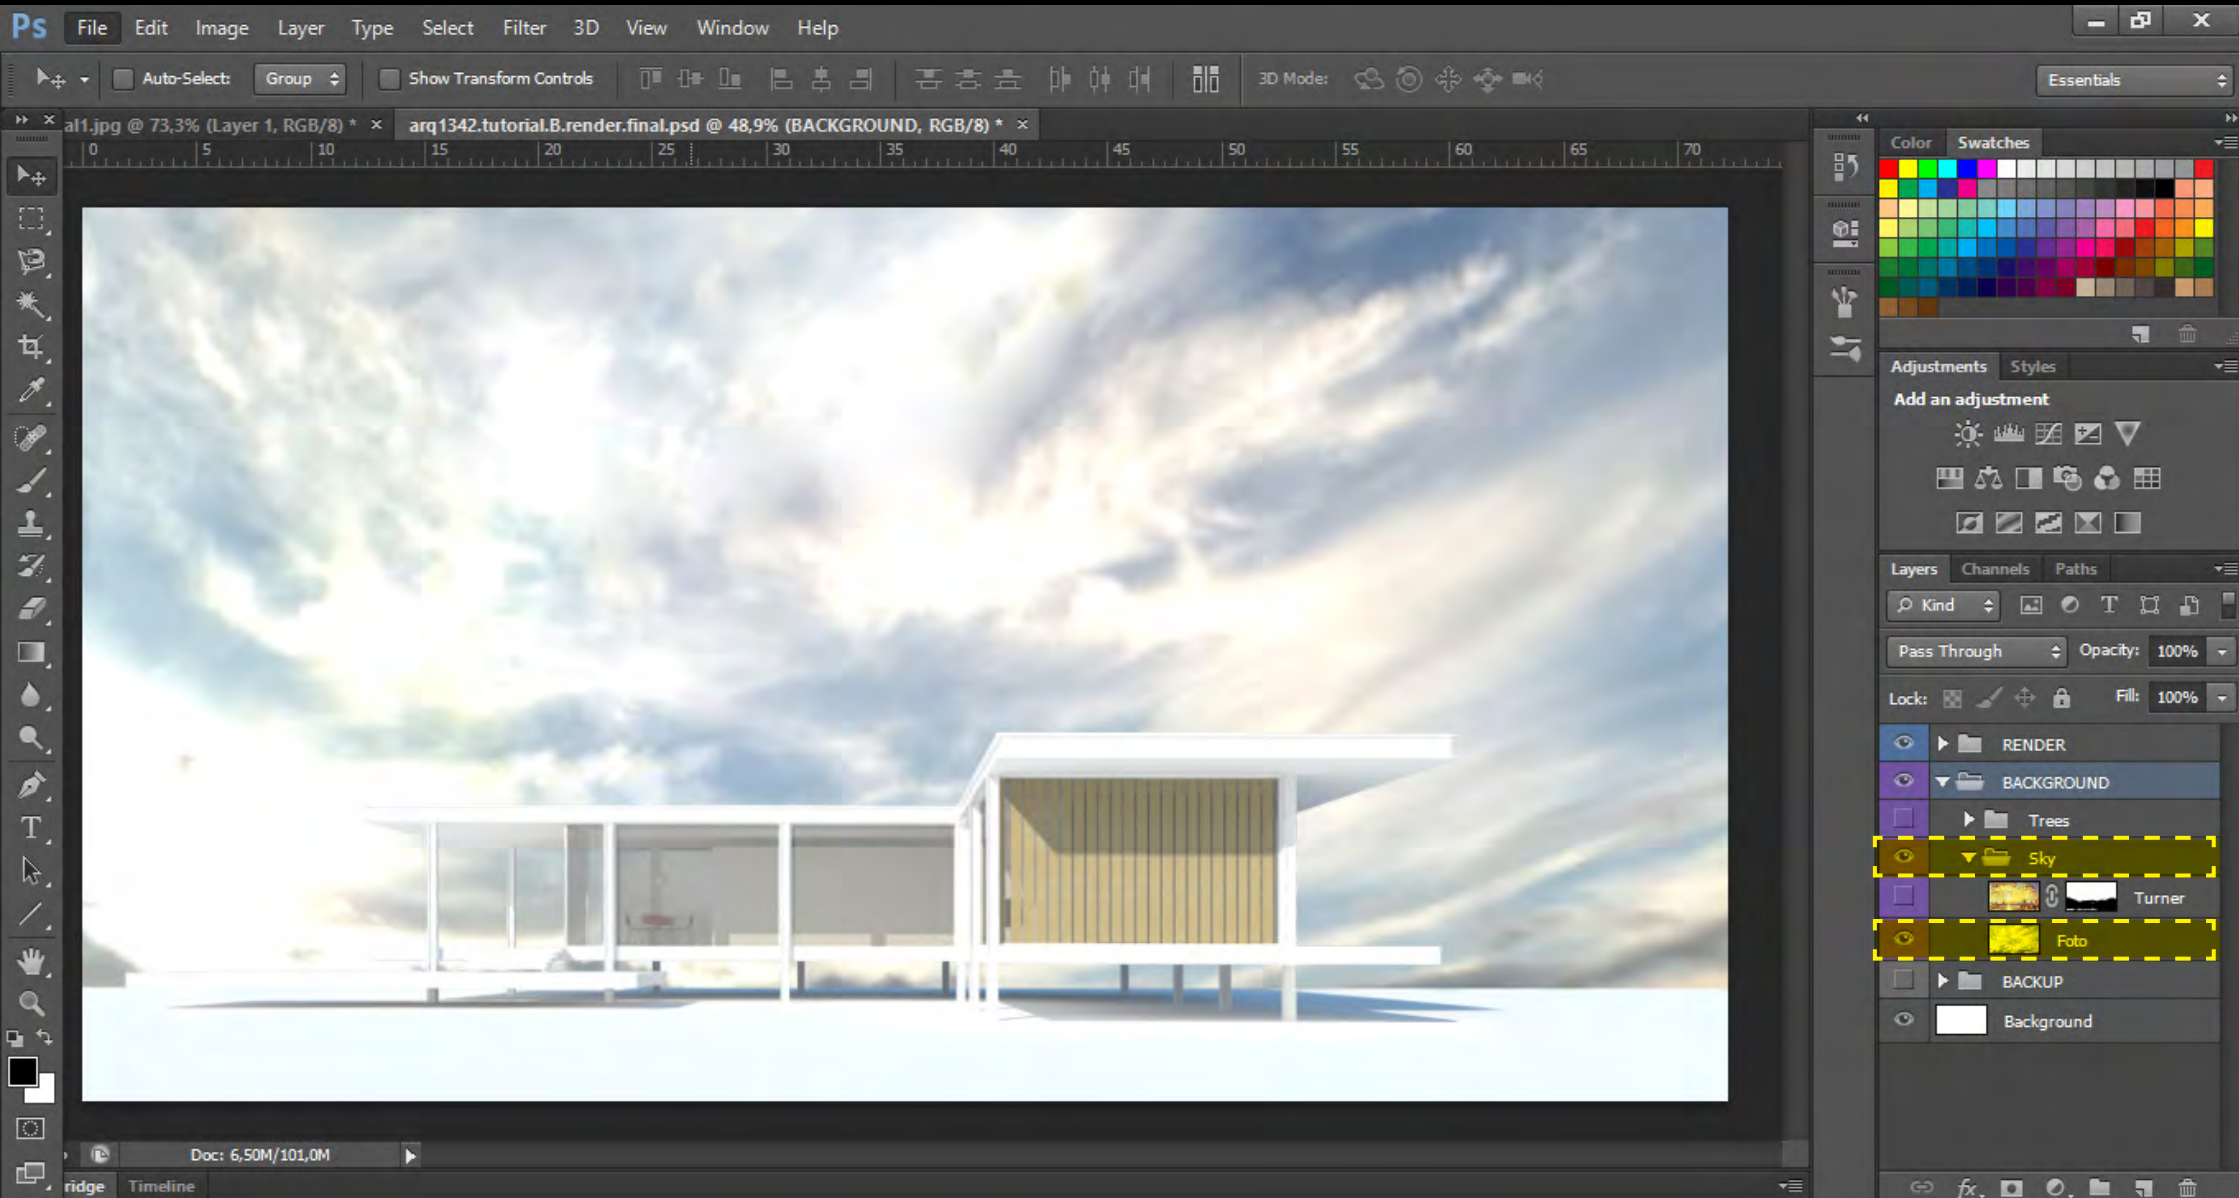 Ps File Edit Image Layer Type Select Filter 3D View Window Help
Auto-Select: Group Show Transform Controls 3D Mode: Essentials
al1.jpg @ 73,3% (Layer 1, RGB/8) * × arq1342.tutorial.B.render.final.psd @ 48,9% (BACKGROUND, RGB/8) * ×
0 5 10 15 20 25 30 35 40 45 50 55 60 65 70
Color Swatches
Adjustments Styles
Add an adjustment
Layers Channels Paths
Kind
Pass Through Opacity: 100%
Lock: Fill: 100%
RENDER
BACKGROUND
Trees
Sky
Turner
Foto
BACKUP
Background
Doc: 6,50M/101,0M
ridge Timeline
fx